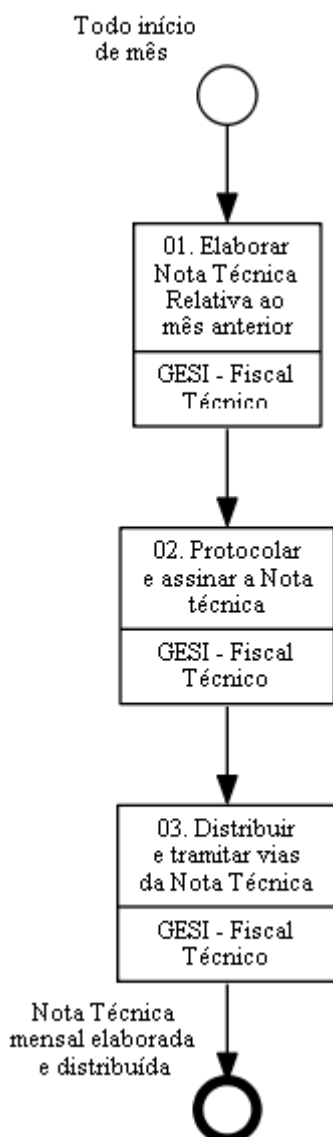 Todo início
de mês
01. Elaborar
Nota Técnica
Relativa ao
mês anterior
GESI - Fiscal
Técnico
02. Protocolar
e assinar a Nota
técnica
GESI - Fiscal
Técnico
03. Distribuir
e tramitar vias
da Nota Técnica
GESI - Fiscal
Técnico
Nota Técnica
mensal elaborada
e distribuída